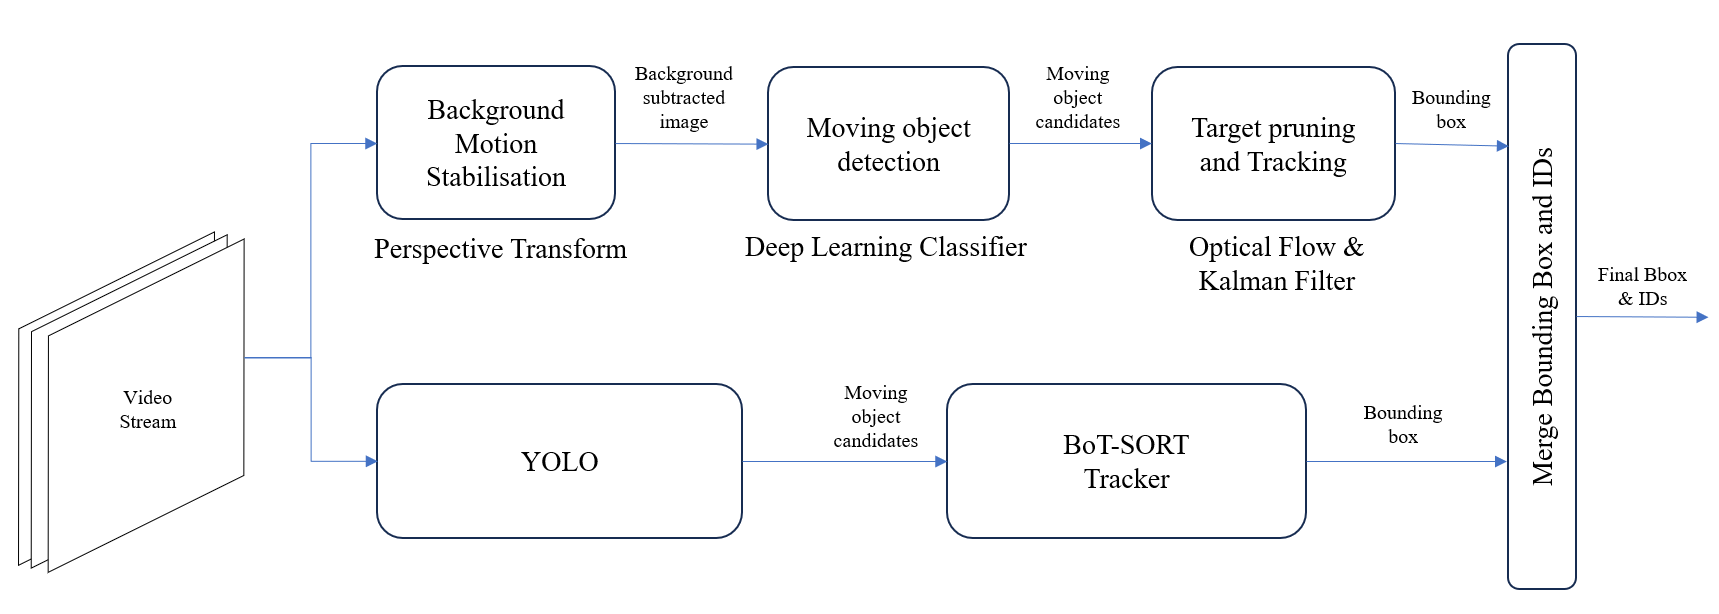 Video
Stream
Background
Motion
Stabilisation
Perspective Transform
Background
subtracted
image
Moving object
detection
Deep Learning Classifier
Moving
object
candidates
Target pruning
and Tracking
Optical Flow &
Kalman Filter
Bounding
box
YOLO
Moving
object
candidates
BoT-SORT
Tracker
Bounding
box
Merge Bounding Box and IDs
Final Bbox
& IDs